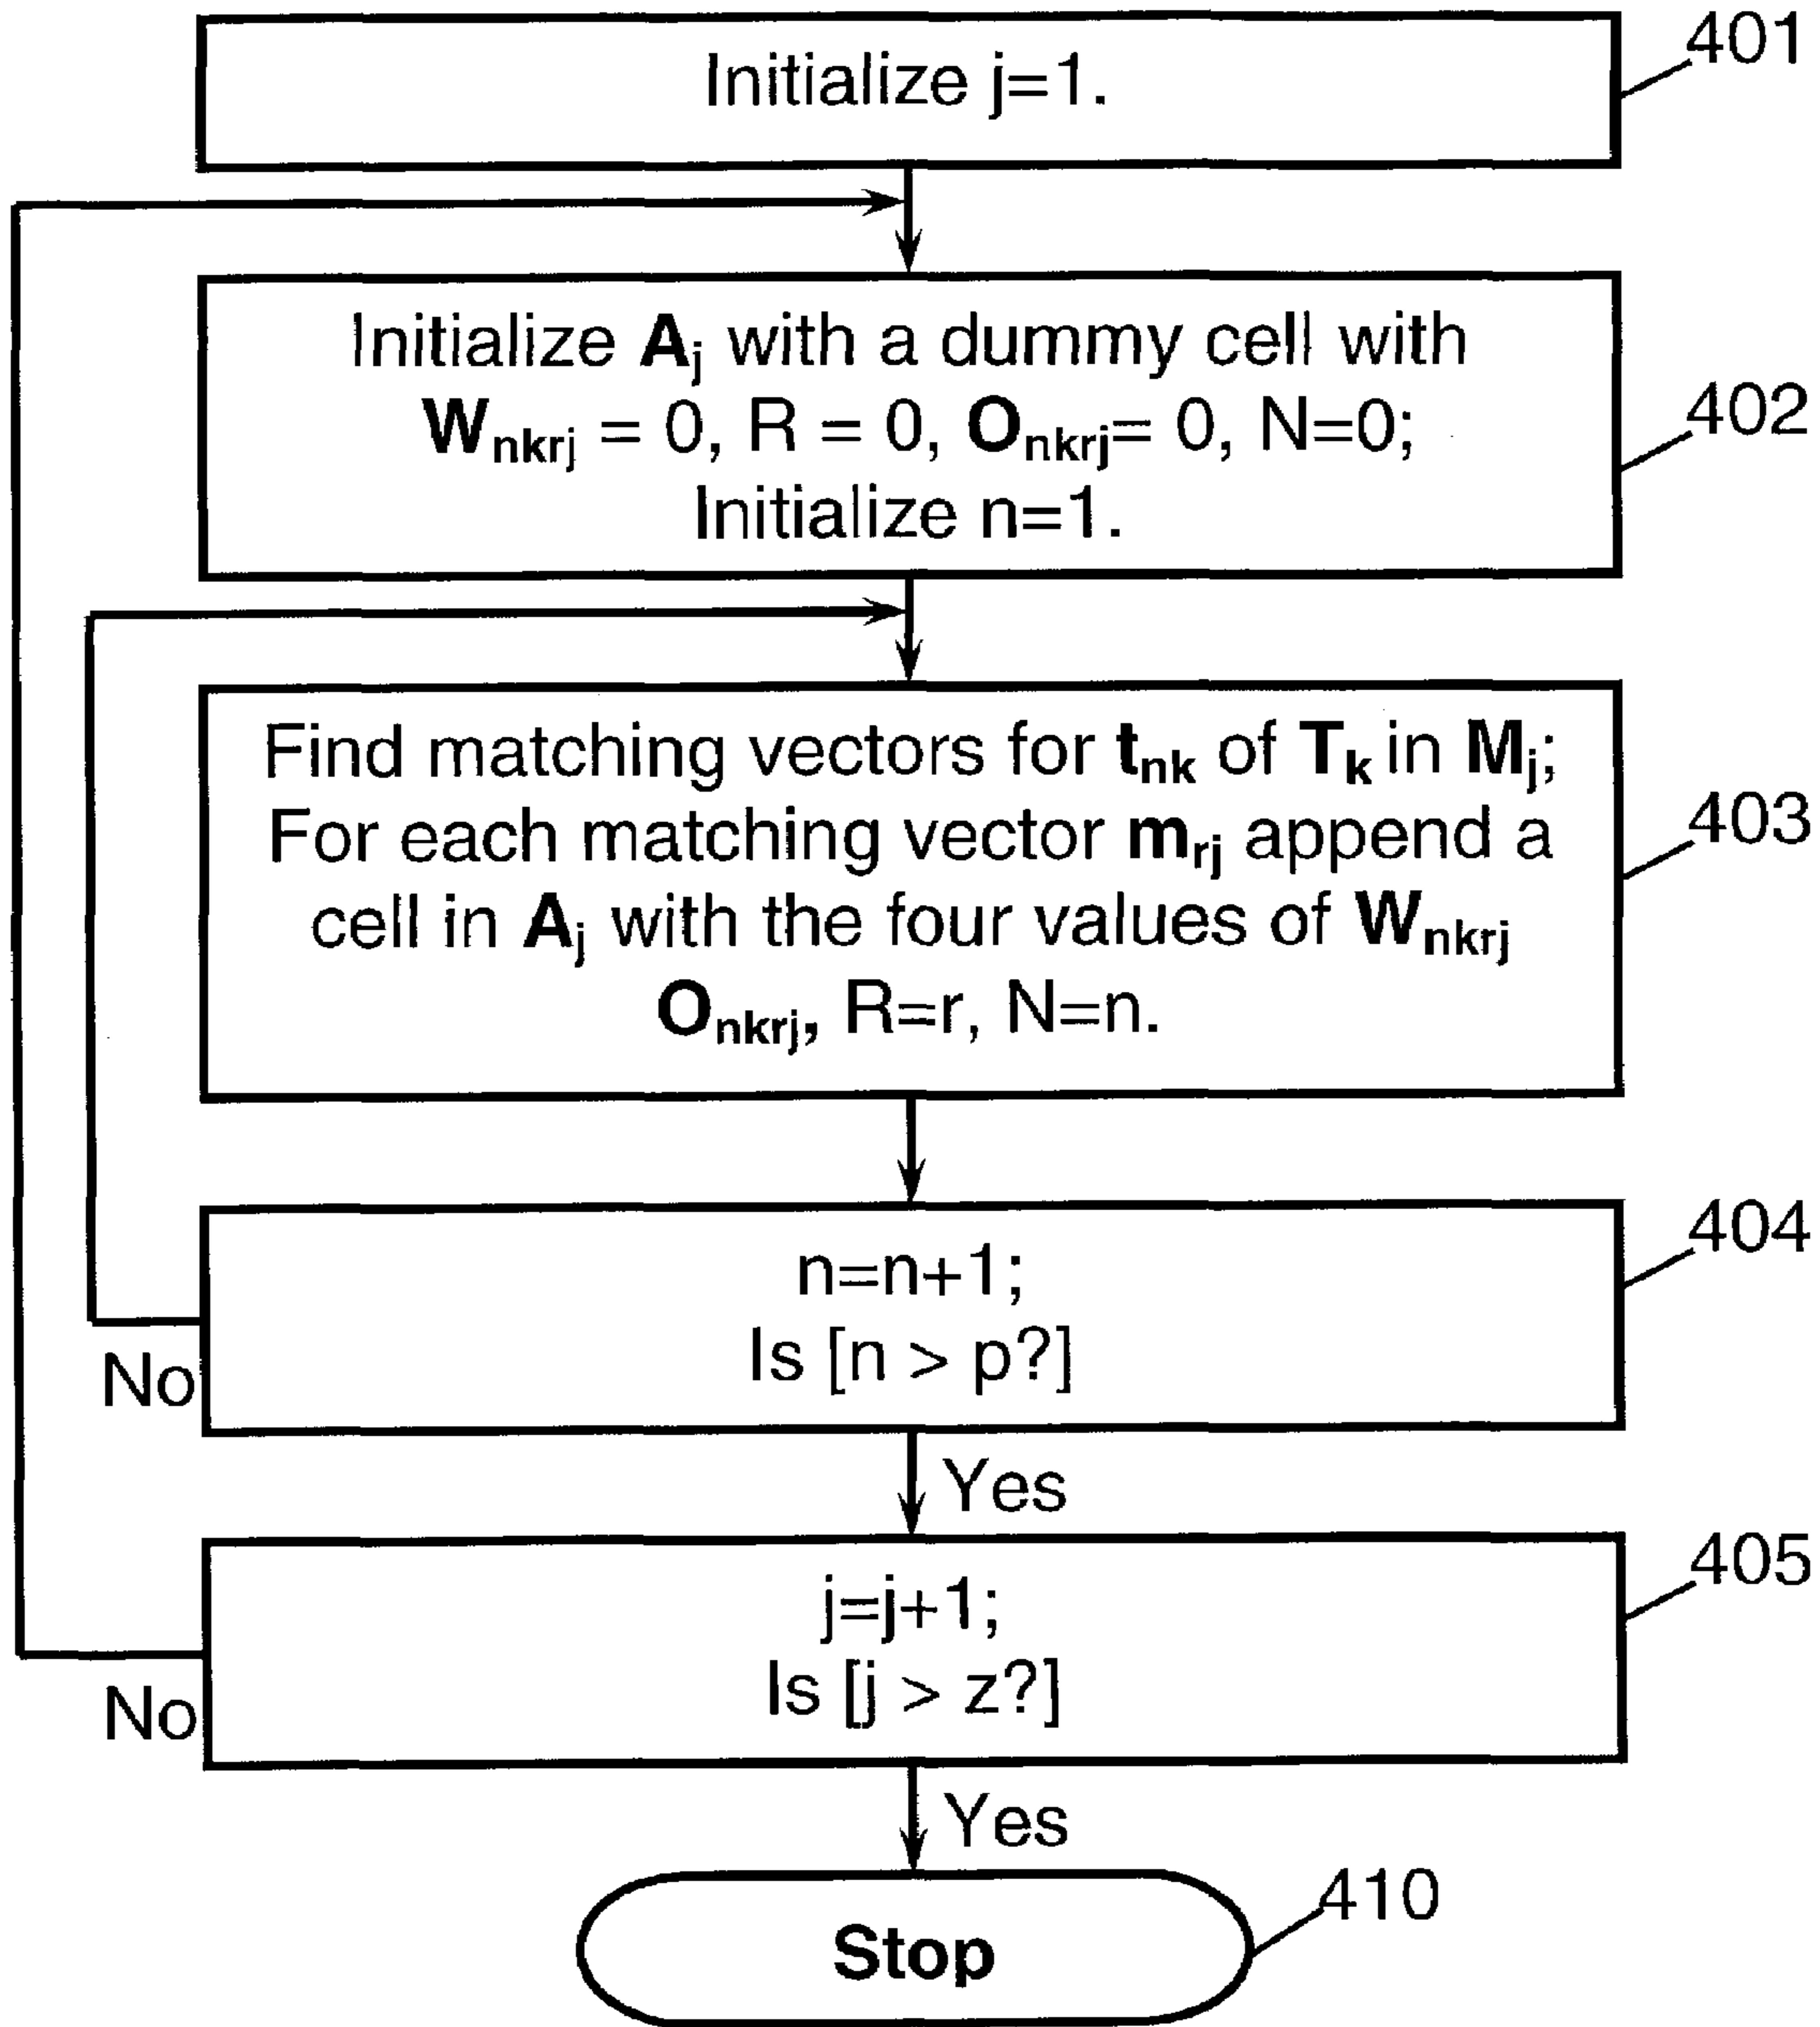 Initialize j=1.
401
Initialize Aj with a dummy cell with
Wnkrj = 0, R = 0, Onkrj= 0, N=0;
Initialize n=1.
402
Find matching vectors for tnk of Tk in Mj;
For each matching vector mrj append a
cell in Aj with the four values of Wnkrj
Onkrj, R=r, N=n.
403
n=n+1;
Is [n > p?]
404
No
Yes
j=j+1;
Is [j > z?]
405
No
Yes
Stop
410